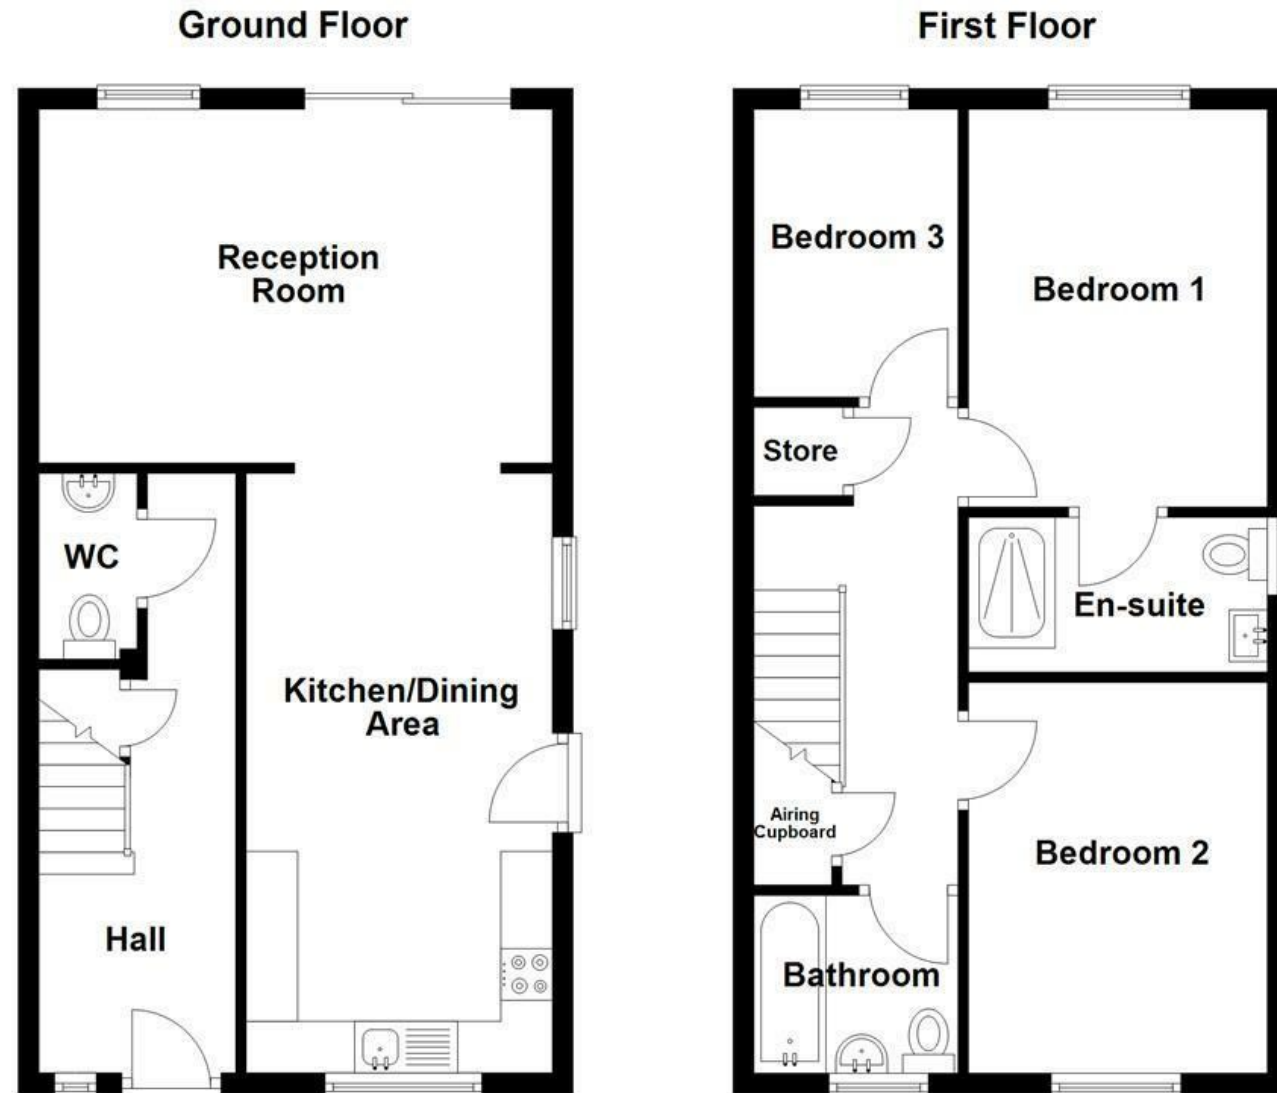 Ground Floor
Reception
Room
WC
Kitchen/Dining
Area
Hall
First Floor
Bedroom 3
Bedroom 1
Store
En-suite
Airing
Cupboard
Bedroom 2
Bathroom